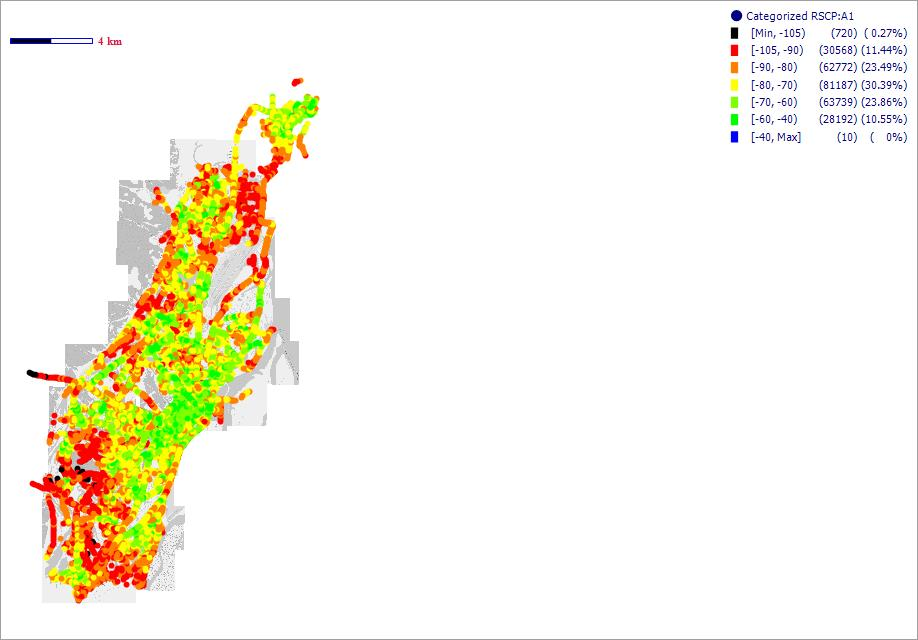 4 km
Categorized RSCP:A1
[Min, -105) (720) ( 0.27%)
[-105, -90) (30568) (11.44%)
[-90, -80) (62772) (23.49%)
[-80, -70) (81187) (30.39%)
[-70, -60) (63739) (23.86%)
[-60, -40) (28192) (10.55%)
[-40, Max] (10) ( 0%)